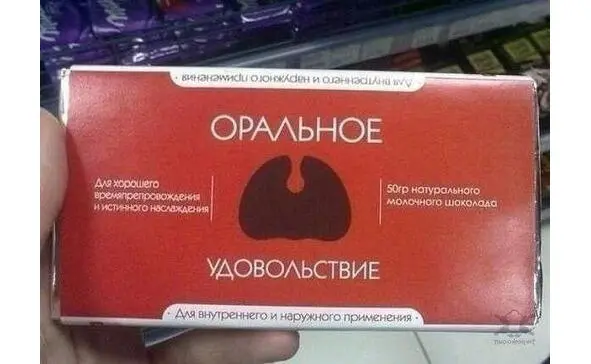 Для внутреннего и наружного применения
ОРАЛЬНОЕ
Для хорошего
времяпрепровождения
и истинного наслаждения
50гр натурального
молочного шоколада
УДОВОЛЬСТВИЕ
· Для внутреннего и наружного применения ·